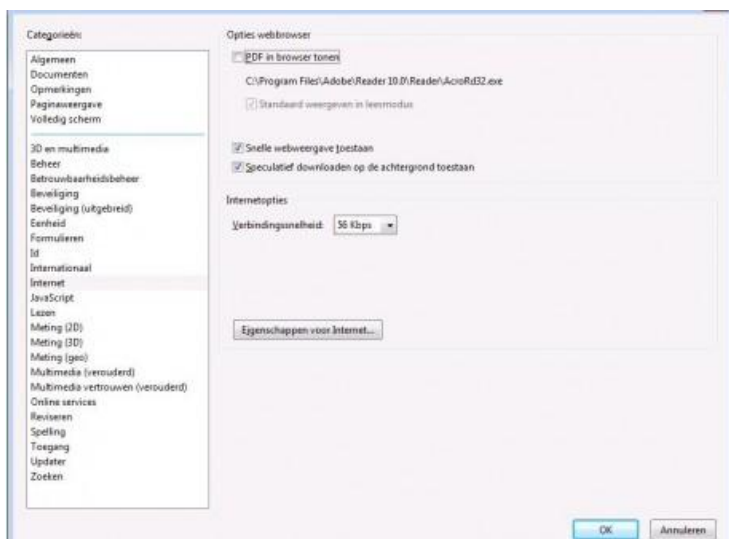 Categorieën:
Algemeen
Documenten
Opmerkingen
Paginaweergave
Volledig scherm
3D en multimedia
Beheer
Betrouwbaarheidsbeheer
Beveiliging
Beveiliging (uitgebreid)
Eenheid
Formulieren
Id
Internationaal
Internet
JavaScript
Lezen
Meting (2D)
Meting (3D)
Meting (geo)
Multimedia (verouderd)
Multimedia vertrouwen (verouderd)
Online services
Reviseren
Spelling
Toegang
Updater
Zoeken
Opties webbrowser
PDF in browser tonen
C:\Program Files\Adobe\Reader 10.0\Reader\AcroRd32.exe
Standaard weergeven in leesmodus
Snelle webweergave toestaan
Speculatief downloaden op de achtergrond toestaan
Internetopties
Verbindingssnelheid: 56 Kbps
Eigenschappen voor Internet...
OK Annuleren